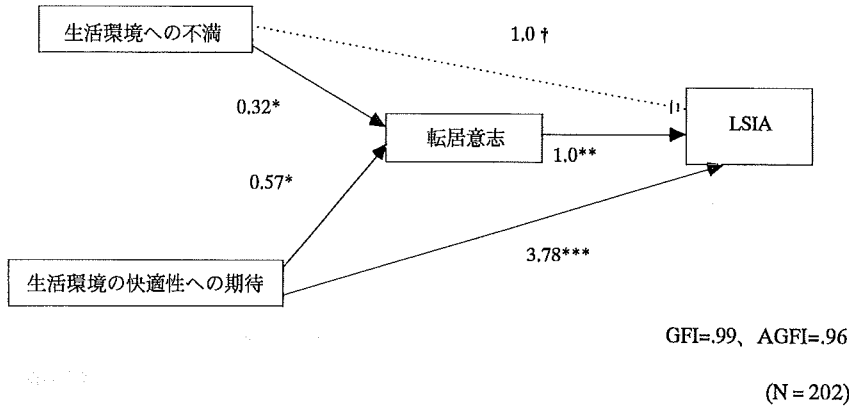 生活環境への不満
1.0 †
0.32*
LSIA
転居意志
1.0**
0.57*
3.78***
生活環境の快適性への期待
GFI=.99、AGFI=.96
(N = 202)